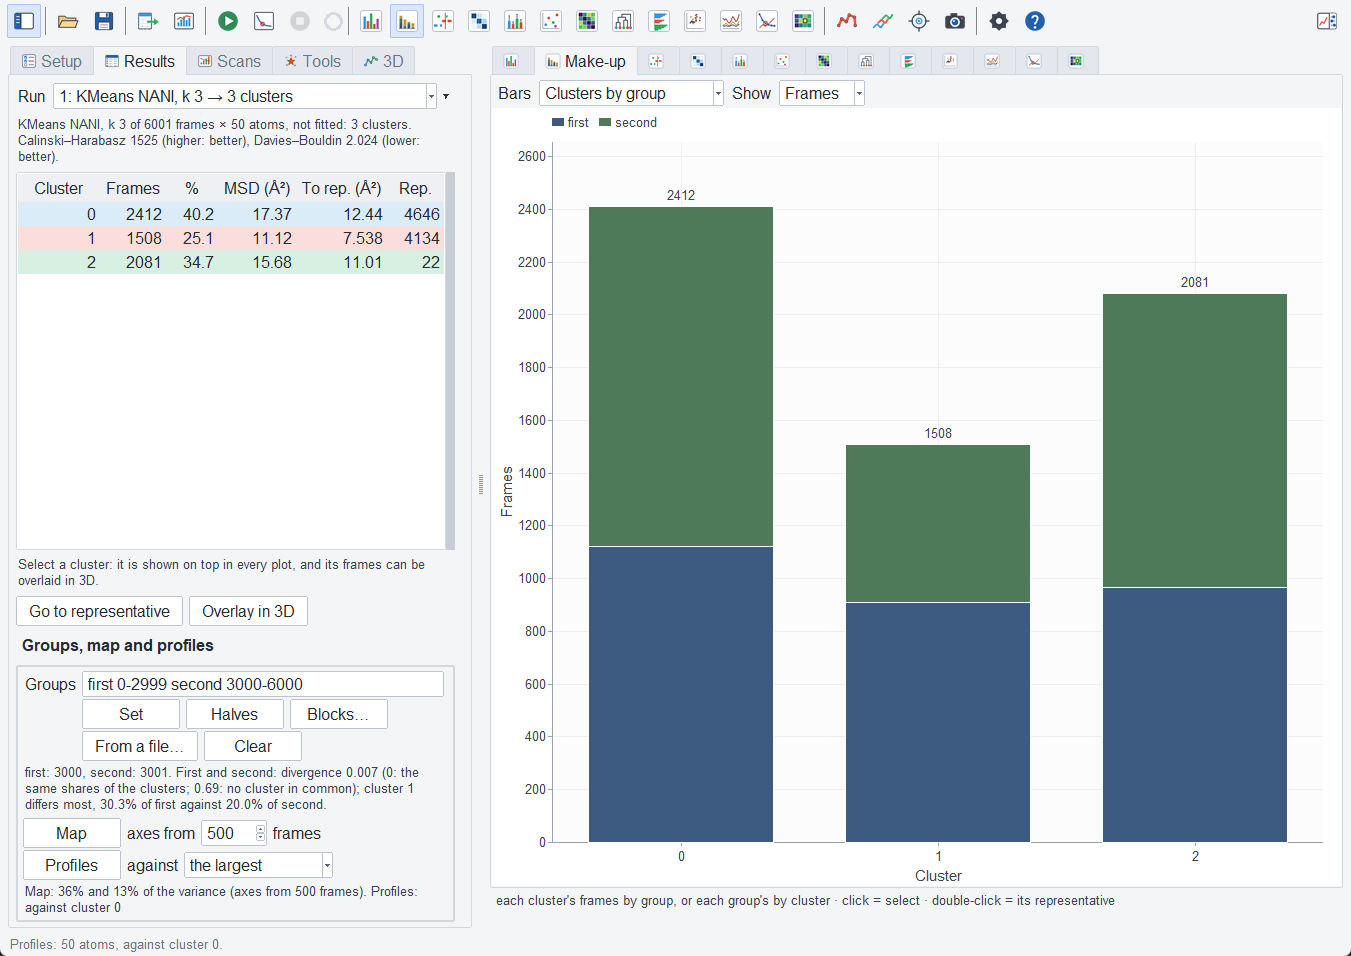 Setup
Results
Scans
Tools
3D
Make-up
Run 1: KMeans NANI, k 3 → 3 clusters
KMeans NANI, k 3 of 6001 frames × 50 atoms, not fitted: 3 clusters.
Calinski–Harabasz 1525 (higher: better), Davies–Bouldin 2.024 (lower:
better).
Cluster Frames % MSD (Å²) To rep. (Å²) Rep.
0 2412 40.2 17.37 12.44 4646
1 1508 25.1 11.12 7.538 4134
2 2081 34.7 15.68 11.01 22
Select a cluster: it is shown on top in every plot, and its frames can be
overlaid in 3D.
Go to representative
Overlay in 3D
Groups, map and profiles
Groups first 0-2999 second 3000-6000
Set
Halves
Blocks...
From a file...
Clear
first: 3000, second: 3001. First and second: divergence 0.007 (0: the
same shares of the clusters; 0.69: no cluster in common); cluster 1
differs most, 30.3% of first against 20.0% of second.
Map axes from 500 frames
Profiles against the largest
Map: 36% and 13% of the variance (axes from 500 frames). Profiles:
against cluster 0
Profiles: 50 atoms, against cluster 0.
Bars Clusters by group Show Frames
first second
2600
2400
2200
2000
1800
1600
1400
1200
1000
800
600
400
200
0
Frames
2412
1508
2081
0 1 2
Cluster
each cluster's frames by group, or each group's by cluster · click = select · double-click = its representative